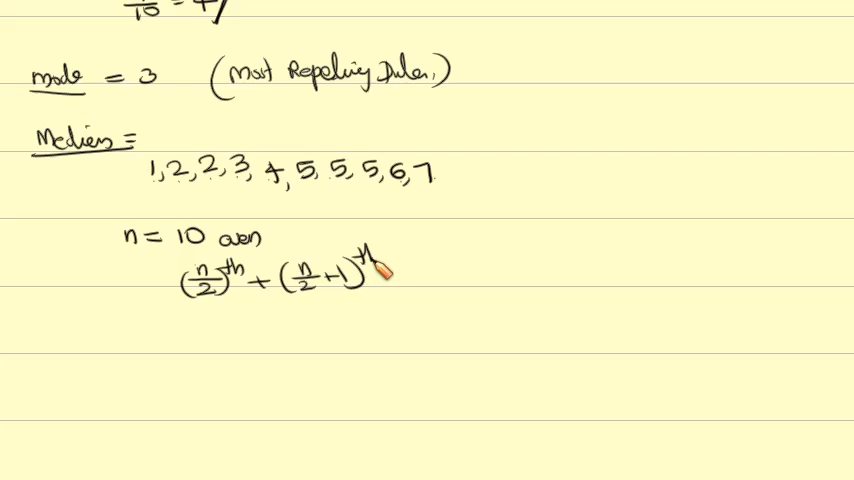 10 =
mode = 3 (Most Repeating
Median =
1, 2, 2, 3, 4, 5, 5, 5, 6, 7
n = 10 even
(n/2)^th + (n/2 + 1)^th